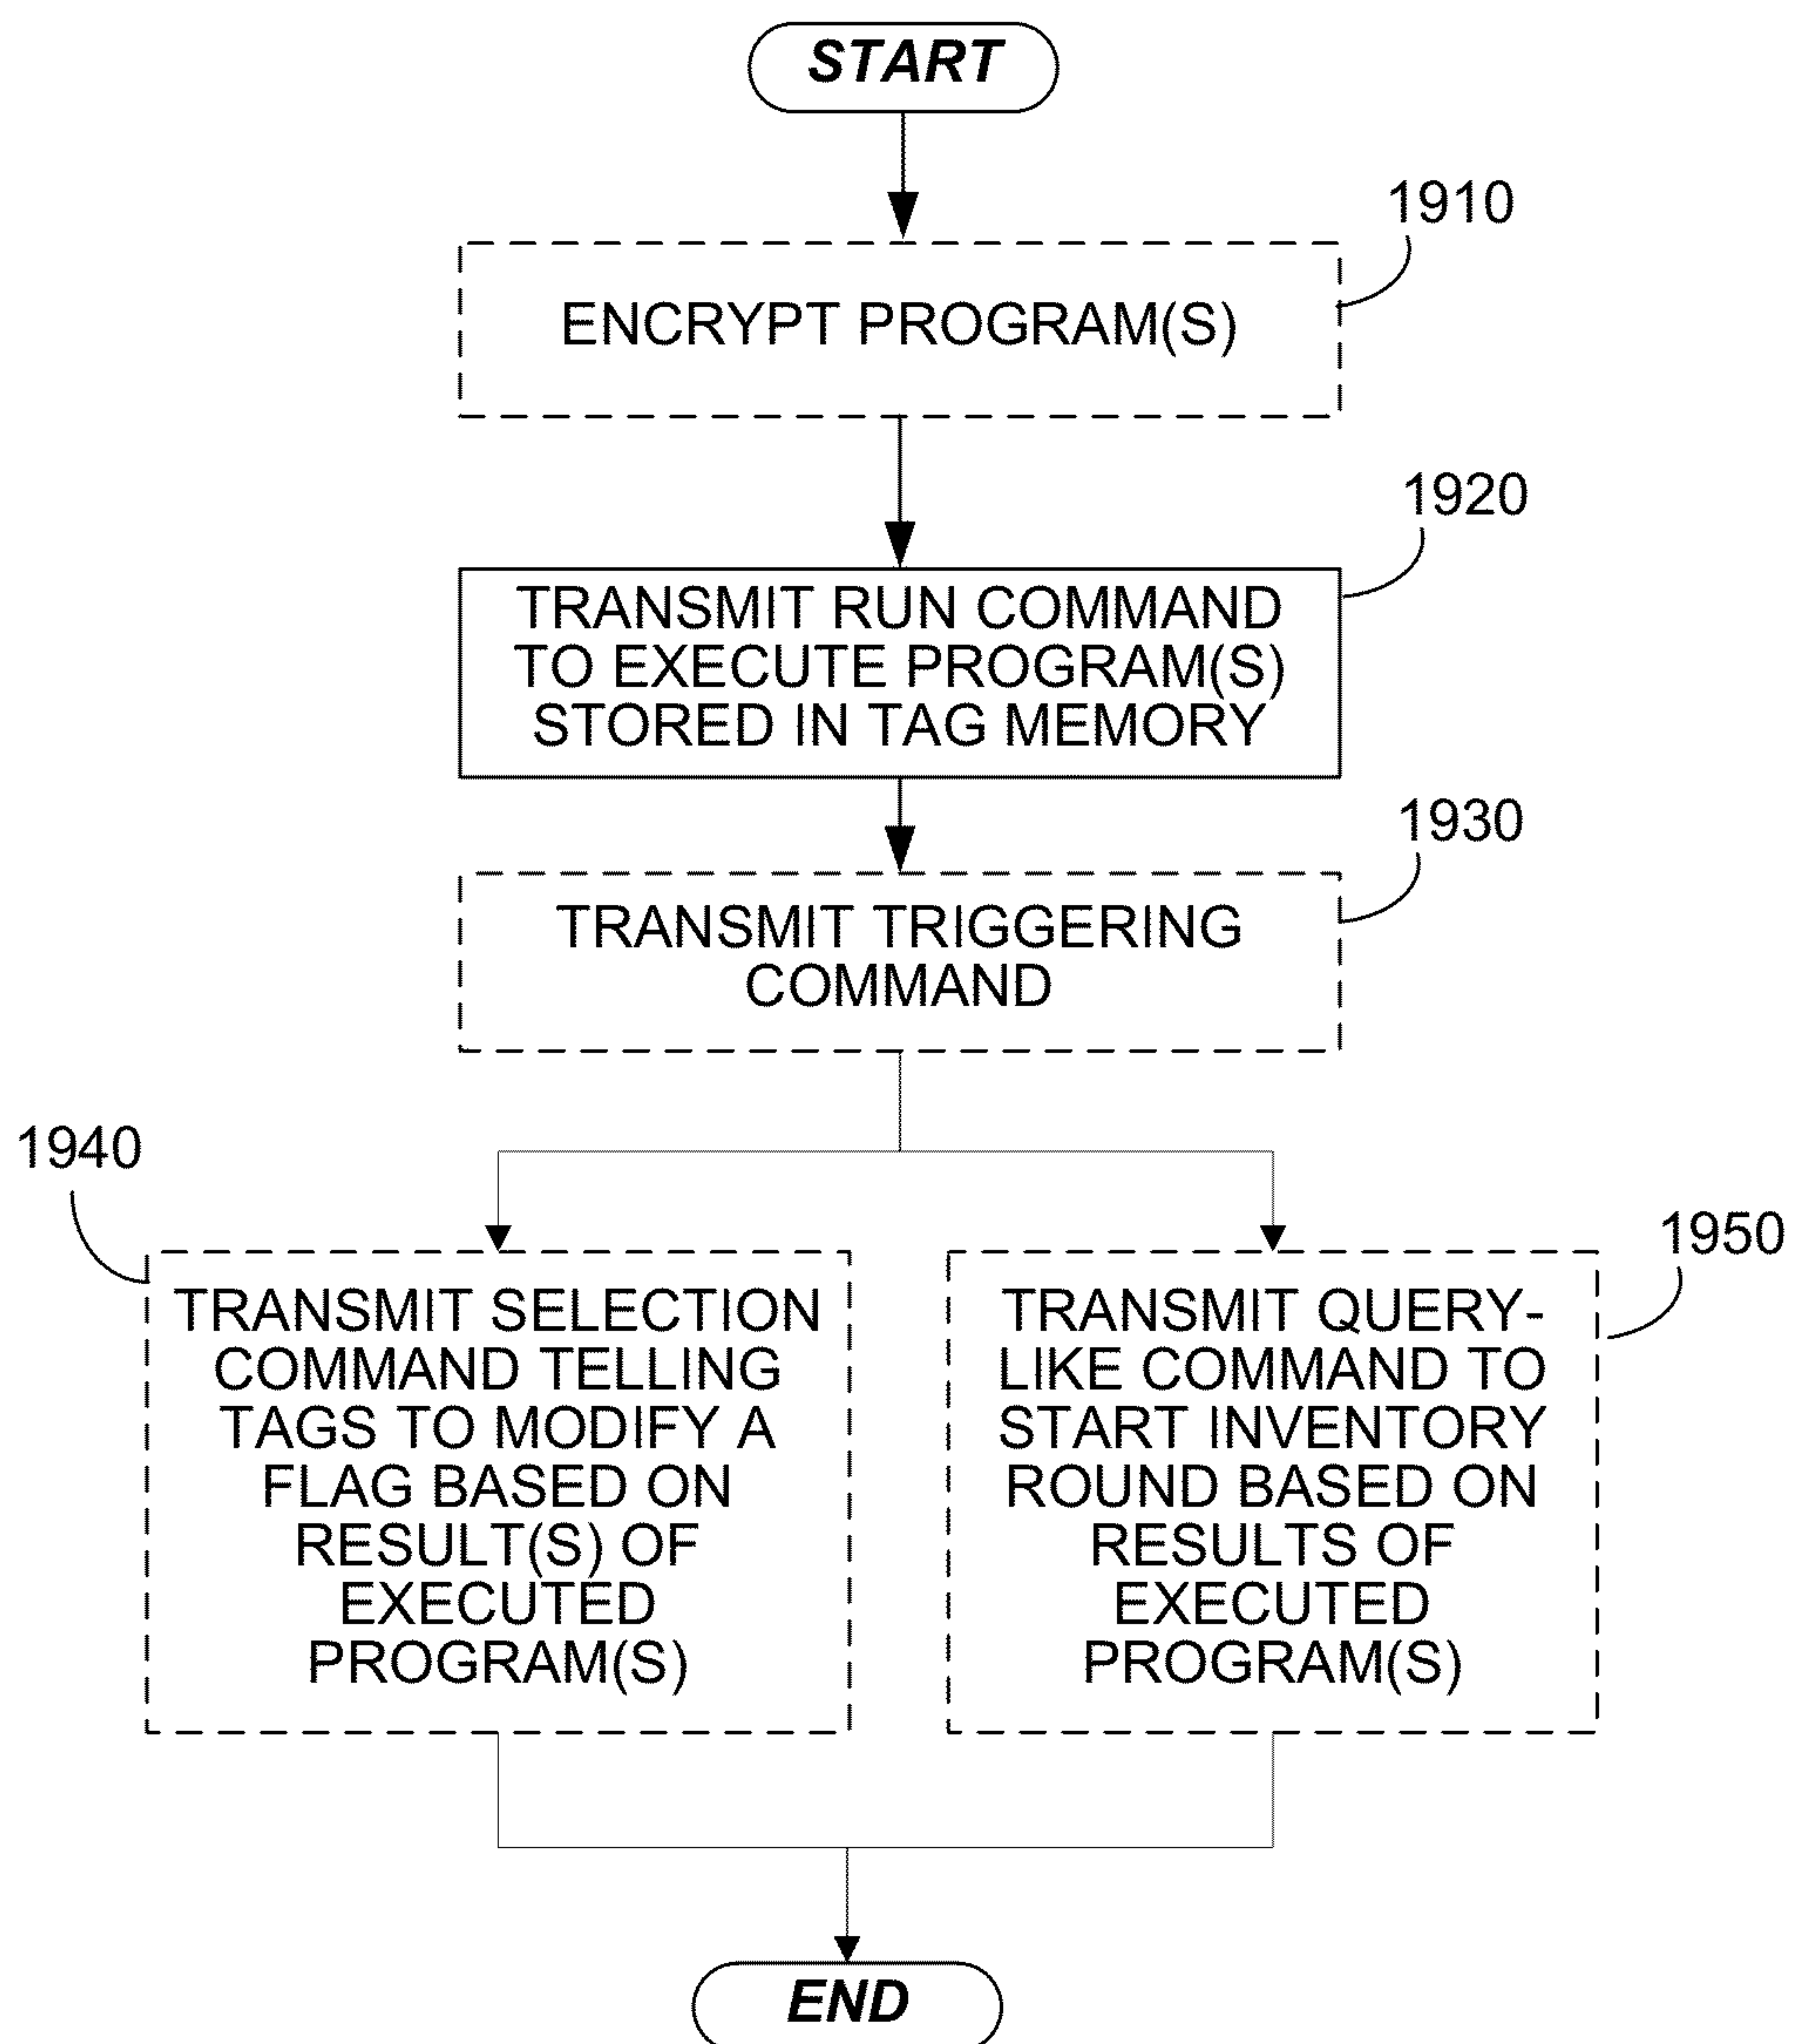 START
1910
ENCRYPT PROGRAM(S)
1920
TRANSMIT RUN COMMAND
TO EXECUTE PROGRAM(S)
STORED IN TAG MEMORY
1930
TRANSMIT TRIGGERING
COMMAND
1940
TRANSMIT SELECTION
COMMAND TELLING
TAGS TO MODIFY A
FLAG BASED ON
RESULT(S) OF
EXECUTED
PROGRAM(S)
1950
TRANSMIT QUERY-
LIKE COMMAND TO
START INVENTORY
ROUND BASED ON
RESULTS OF
EXECUTED
PROGRAM(S)
END